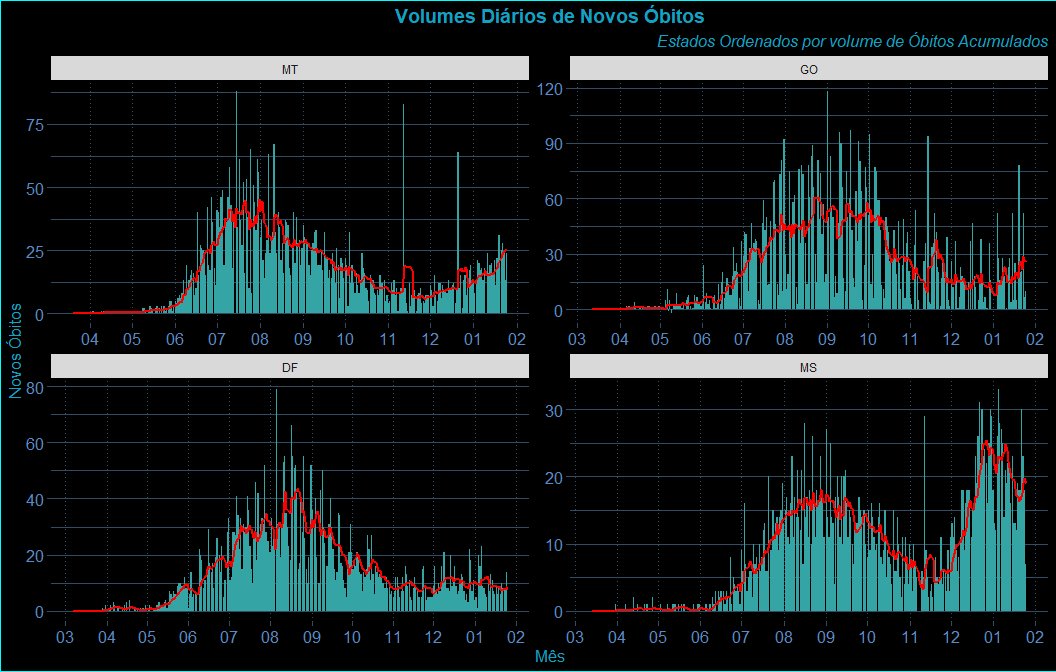 Volumes Diários de Novos Óbitos
Estados Ordenados por volume de Óbitos Acumulados
MT
GO
75
50
25
0
04 05 06 07 08 09 10 11 12 01 02
120
90
60
30
0
03 04 05 06 07 08 09 10 11 12 01 02
Novos Óbitos
DF
MS
80
60
40
20
0
03 04 05 06 07 08 09 10 11 12 01 02
30
20
10
0
03 04 05 06 07 08 09 10 11 12 01 02
Mês